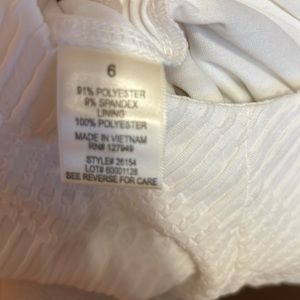 6
91% POLYESTER
9% SPANDEX
LINING
100% POLYESTER
MADE IN VIETNAM
RN# 127949
STYLE# 26154
LOT# 60001128
SEE REVERSE FOR CARE